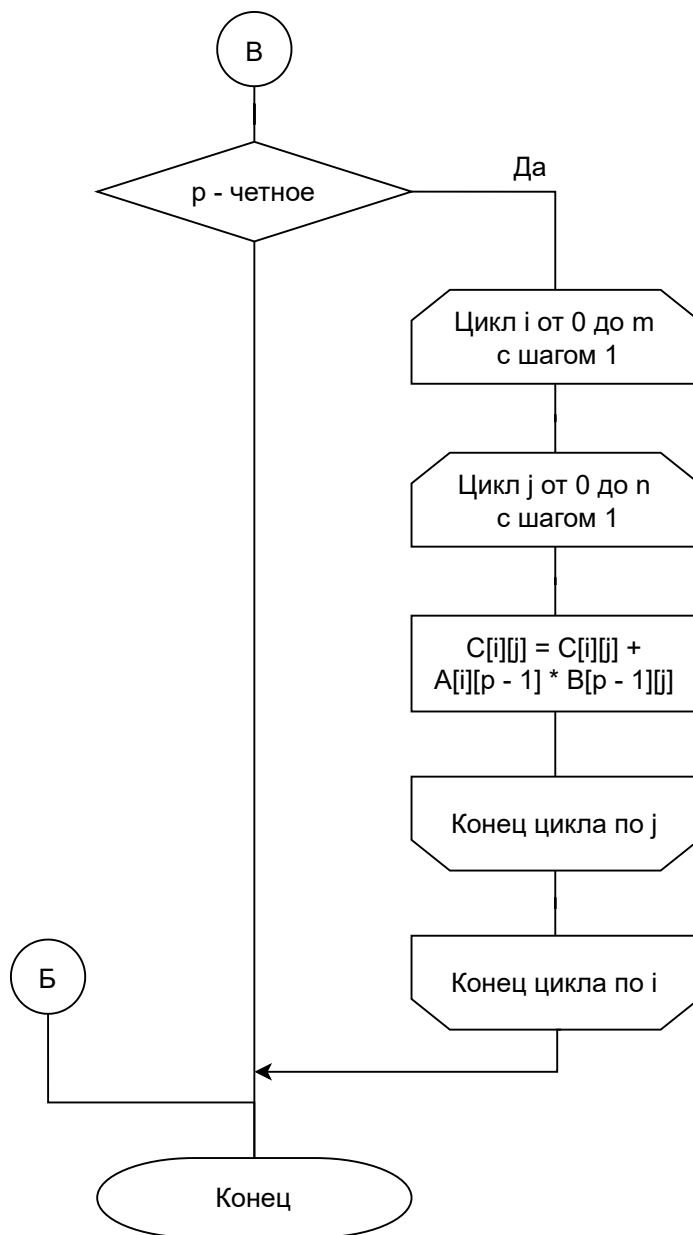 В
p - четное
Да
Цикл i от 0 до m
с шагом 1
Цикл j от 0 до n
с шагом 1
C[i][j] = C[i][j] +
A[i][p - 1] * B[p - 1][j]
Конец цикла по j
Б
Конец цикла по i
Конец